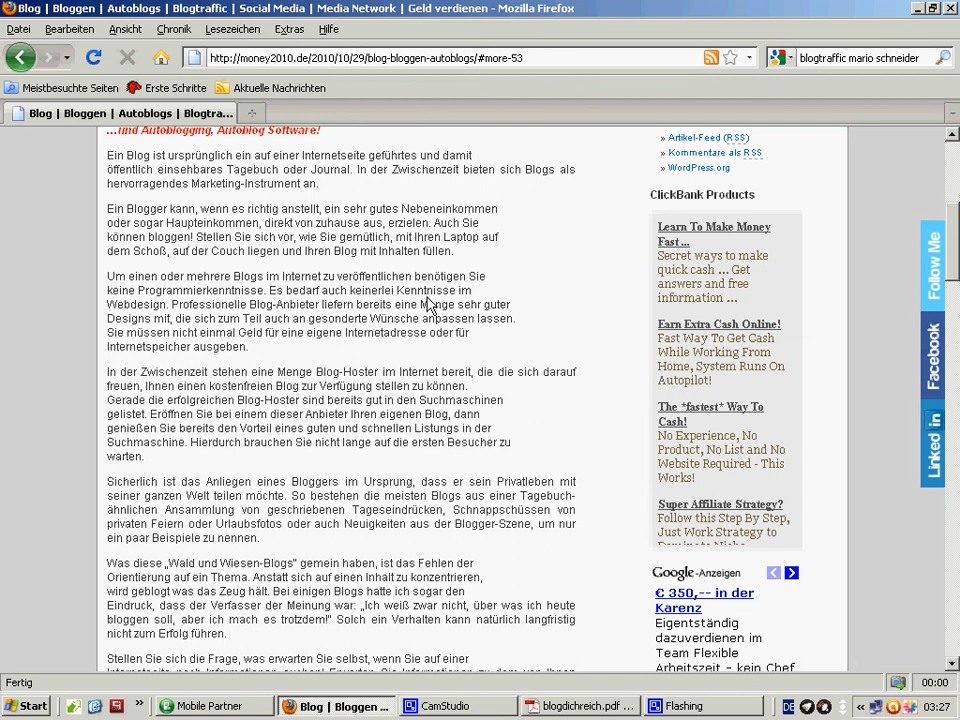 Blog | Bloggen | Autoblogs | Blogtraffic | Social Media | Media Network | Geld verdienen - Mozilla Firefox
Datei Bearbeiten Ansicht Chronik Lesezeichen Extras Hilfe
http://money2010.de/2010/10/29/blog-bloggen-autoblogs/#more-53
blogtraffic mario schneider
Meistbesuchte Seiten Erste Schritte Aktuelle Nachrichten
Blog | Bloggen | Autoblogs | Blogtra...
...und Autoblogging, Autoblog Software!
Ein Blog ist ursprünglich ein auf einer Internetseite geführtes und damit
öffentlich einsehbares Tagebuch oder Journal. In der Zwischenzeit bieten sich Blogs als
hervorragendes Marketing-Instrument an.
Ein Blogger kann, wenn es richtig anstellt, ein sehr gutes Nebeneinkommen
oder sogar Haupteinkommen, direkt von zuhause aus, erzielen. Auch Sie
können bloggen! Stellen Sie sich vor, wie Sie gemütlich, mit Ihren Laptop auf
dem Schoß, auf der Couch liegen und Ihren Blog mit Inhalten füllen.
Um einen oder mehrere Blogs im Internet zu veröffentlichen benötigen Sie
keine Programmierkenntnisse. Es bedarf auch keinerlei Kenntnisse im
Webdesign. Professionelle Blog-Anbieter liefern bereits eine Menge sehr guter
Designs mit, die sich zum Teil auch an gesonderte Wünsche anpassen lassen.
Sie müssen nicht einmal Geld für eine eigene Internetadresse oder für
Internetspeicher ausgeben.
In der Zwischenzeit stehen eine Menge Blog-Hoster im Internet bereit, die die sich darauf
freuen, Ihnen einen kostenfreien Blog zur Verfügung stellen zu können.
Gerade die erfolgreichen Blog-Hoster sind bereits gut in den Suchmaschinen
gelistet. Eröffnen Sie bei einem dieser Anbieter Ihren eigenen Blog, dann
genießen Sie bereits den Vorteil eines guten und schnellen Listungs in der
Suchmaschine. Hierdurch brauchen Sie nicht lange auf die ersten Besucher zu
warten.
Sicherlich ist das Anliegen eines Bloggers im Ursprung, dass er sein Privatleben mit
seiner ganzen Welt teilen möchte. So bestehen die meisten Blogs aus einer Tagebuch-
ähnlichen Ansammlung von geschriebenen Tageseindrücken, Schnappschüssen von
privaten Feiern oder Urlaubsfotos oder auch Neuigkeiten aus der Blogger-Szene, um nur
ein paar Beispiele zu nennen.
Was diese „Wald und Wiesen-Blogs" gemein haben, ist das Fehlen der
Orientierung auf ein Thema. Anstatt sich auf einen Inhalt zu konzentrieren,
wird geblogt was das Zeug hält. Bei einigen Blogs hatte ich sogar den
Eindruck, dass der Verfasser der Meinung war: „Ich weiß zwar nicht, über was ich heute
bloggen soll, aber ich mach es trotzdem!" Solch ein Verhalten kann natürlich langfristig
nicht zum Erfolg führen.
Stellen Sie sich die Frage, was erwarten Sie selbst, wenn Sie auf einer
» Artikel-Feed (RSS)
» Kommentare als RSS
» WordPress.org
ClickBank Products
Learn To Make Money
Fast ...
Secret ways to make
quick cash ... Get
answers and free
information ...
Earn Extra Cash Online!
Fast Way To Get Cash
While Working From
Home, System Runs On
Autopilot!
The *fastest* Way To
Cash!
No Experience, No
Product, No List and No
Website Required - This
Works!
Super Affiliate Strategy?
Follow this Step By Step,
Just Work Strategy to
Google-Anzeigen
€ 350,-- in der
Karenz
Eigentständig
dazuverdienen im
Team Flexible
Arbeitszeit – kein Chef
Follow Me
Facebook
Linked in
Fertig
00:00
Start
Mobile Partner
Blog | Bloggen ...
CamStudio
blogdichreich.pdf ...
Flashing
DE
03:27